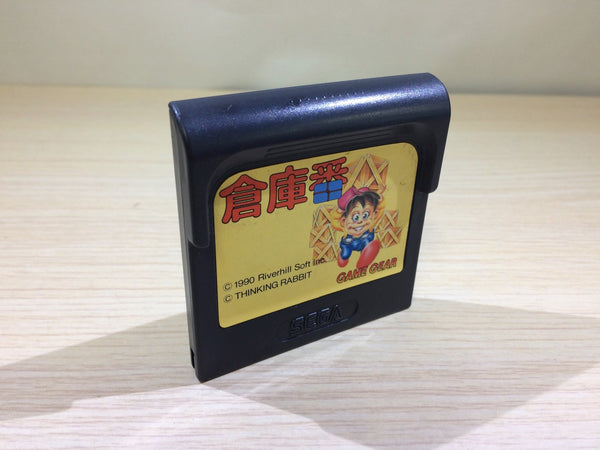 倉庫番
© 1990 Riverhill Soft Inc.
© THINKING RABBIT
GAME GEAR
SEGA